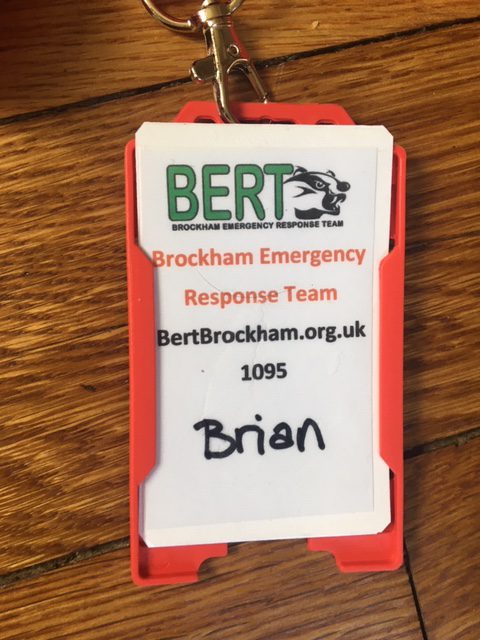 BERT
BROCKHAM EMERGENCY RESPONSE TEAM
Brockham Emergency
Response Team
BertBrockham.org.uk
1095
Brian